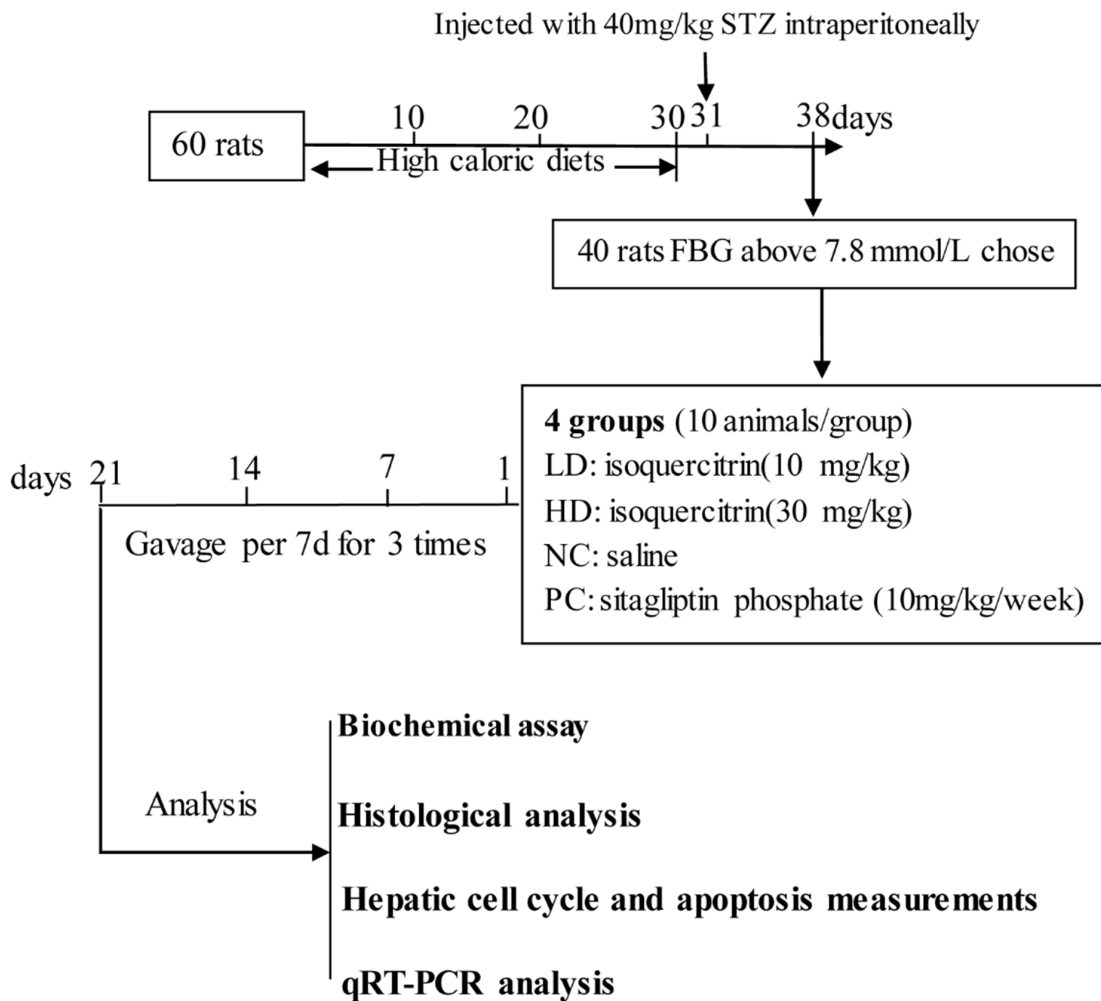 Injected with 40mg/kg STZ intraperitoneally
10 20 30 31 38days
60 rats
High caloric diets
40 rats FBG above 7.8 mmol/L chose
4 groups (10 animals/group)
LD: isoquercitrin(10 mg/kg)
HD: isoquercitrin(30 mg/kg)
NC: saline
PC: sitagliptin phosphate (10mg/kg/week)
days 21 14 7 1
Gavage per 7d for 3 times
Analysis
Biochemical assay
Histological analysis
Hepatic cell cycle and apoptosis measurements
qRT-PCR analysis